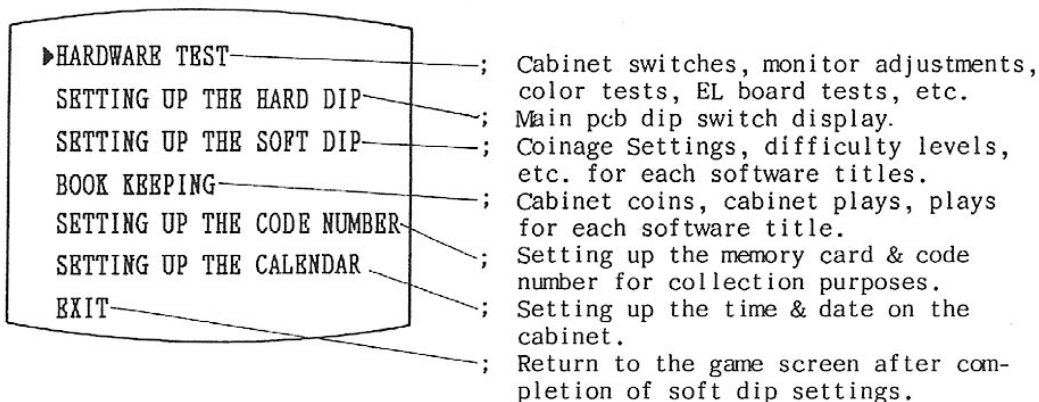 ▶HARDWARE TEST
SETTING UP THE HARD DIP
SETTING UP THE SOFT DIP
BOOK KEEPING
SETTING UP THE CODE NUMBER
SETTING UP THE CALENDAR
EXIT
; Cabinet switches, monitor adjustments,
color tests, EL board tests, etc.
; Main pcb dip switch display.
; Coinage Settings, difficulty levels,
etc. for each software titles.
; Cabinet coins, cabinet plays, plays
for each software title.
; Setting up the memory card & code
number for collection purposes.
; Setting up the time & date on the
cabinet.
; Return to the game screen after com-
pletion of soft dip settings.